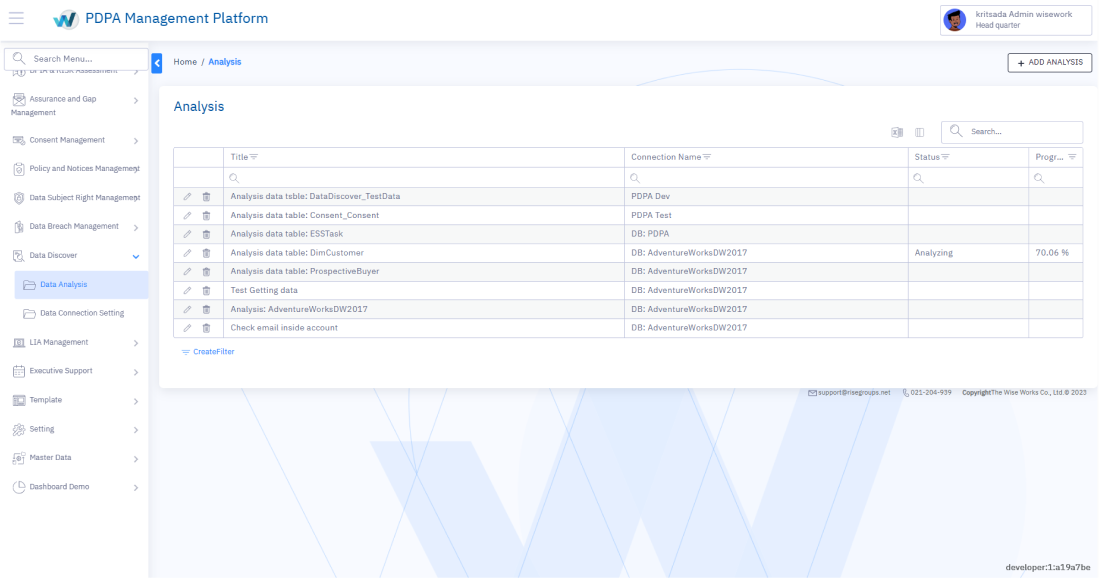 PDPA Management Platform
kritsada Admin wisework
Head quarter
Search Menu...
DPIA & RISK Assessment
Assurance and Gap
Management
Consent Management
Policy and Notices Management
Data Subject Right Management
Data Breach Management
Data Discover
Data Analysis
Data Connection Setting
LIA Management
Executive Support
Template
Setting
Master Data
Dashboard Demo
Home / Analysis
+ ADD ANALYSIS
Analysis
Search...
Title Connection Name Status Progr...
Analysis data tsble: DataDiscover_TestData PDPA Dev
Analysis data table: Consent_Consent PDPA Test
Analysis data table: ESSTask DB: PDPA
Analysis data table: DimCustomer DB: AdventureWorksDW2017 Analyzing 70.06 %
Analysis data table: ProspectiveBuyer DB: AdventureWorksDW2017
Test Getting data DB: AdventureWorksDW2017
Analysis: AdventureWorksDW2017 DB: AdventureWorksDW2017
Check email inside account DB: AdventureWorksDW2017
CreateFilter
support@risegroups.net 021-204-939 CopyrightThe Wise Works Co., Ltd.© 2023
developer:1:a19a7be